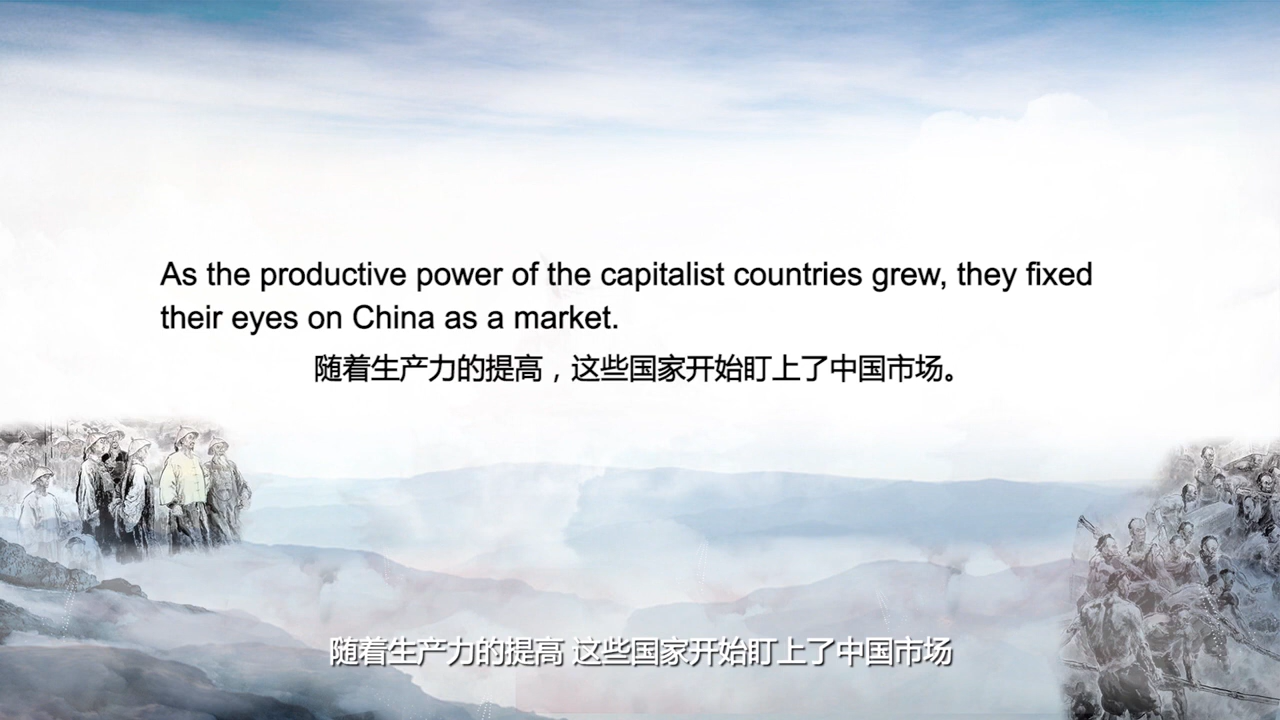 As the productive power of the capitalist countries grew, they fixed
their eyes on China as a market.
随着生产力的提高，这些国家开始盯上了中国市场。
随着生产力的提高 这些国家开始盯上了中国市场